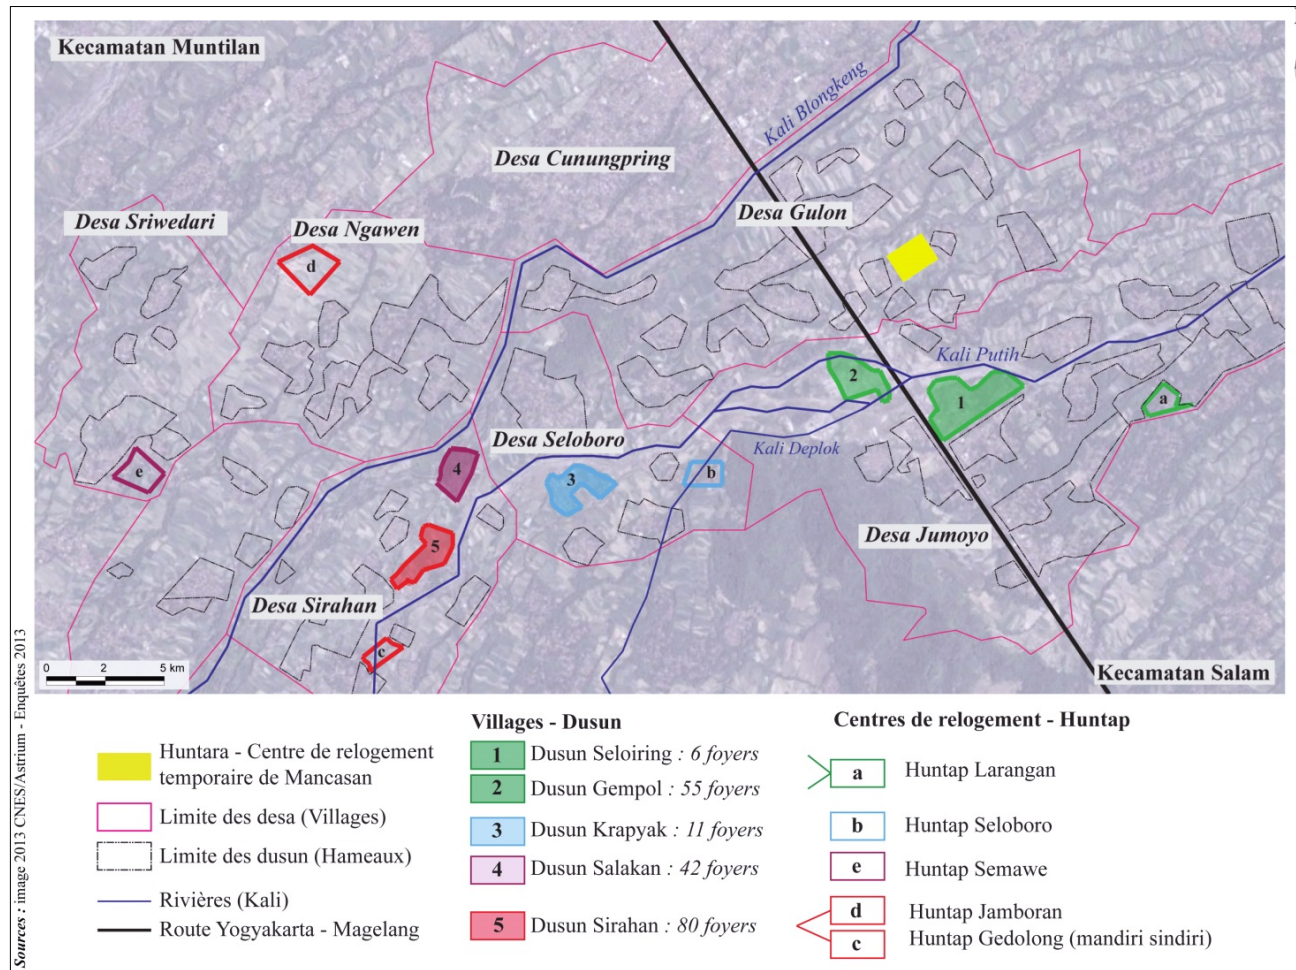 Kecamatan Muntilan
Kali Blongkeng
Desa Cunungpring
Desa Sriwedari
Desa Ngawen
Desa Gulon
d
Kali Putih
2
1
a
Desa Seloboro
Kali Deplok
e
4
3
b
Desa Jumoyo
5
Desa Sirahan
c
0 2 5 km
Kecamatan Salam
Sources : image 2013 CNES/Astrium - Enquêtes 2013
Huntara - Centre de relogement
temporaire de Mancasan
Limite des desa (Villages)
Limite des dusun (Hameaux)
Rivières (Kali)
Route Yogyakarta - Magelang
Villages - Dusun
1 Dusun Seloiring : 6 foyers
2 Dusun Gempol : 55 foyers
3 Dusun Krapyak : 11 foyers
4 Dusun Salakan : 42 foyers
5 Dusun Sirahan : 80 foyers
Centres de relogement - Huntap
a Huntap Larangan
b Huntap Seloboro
e Huntap Semawe
d Huntap Jamboran
c Huntap Gedolong (mandiri sindiri)